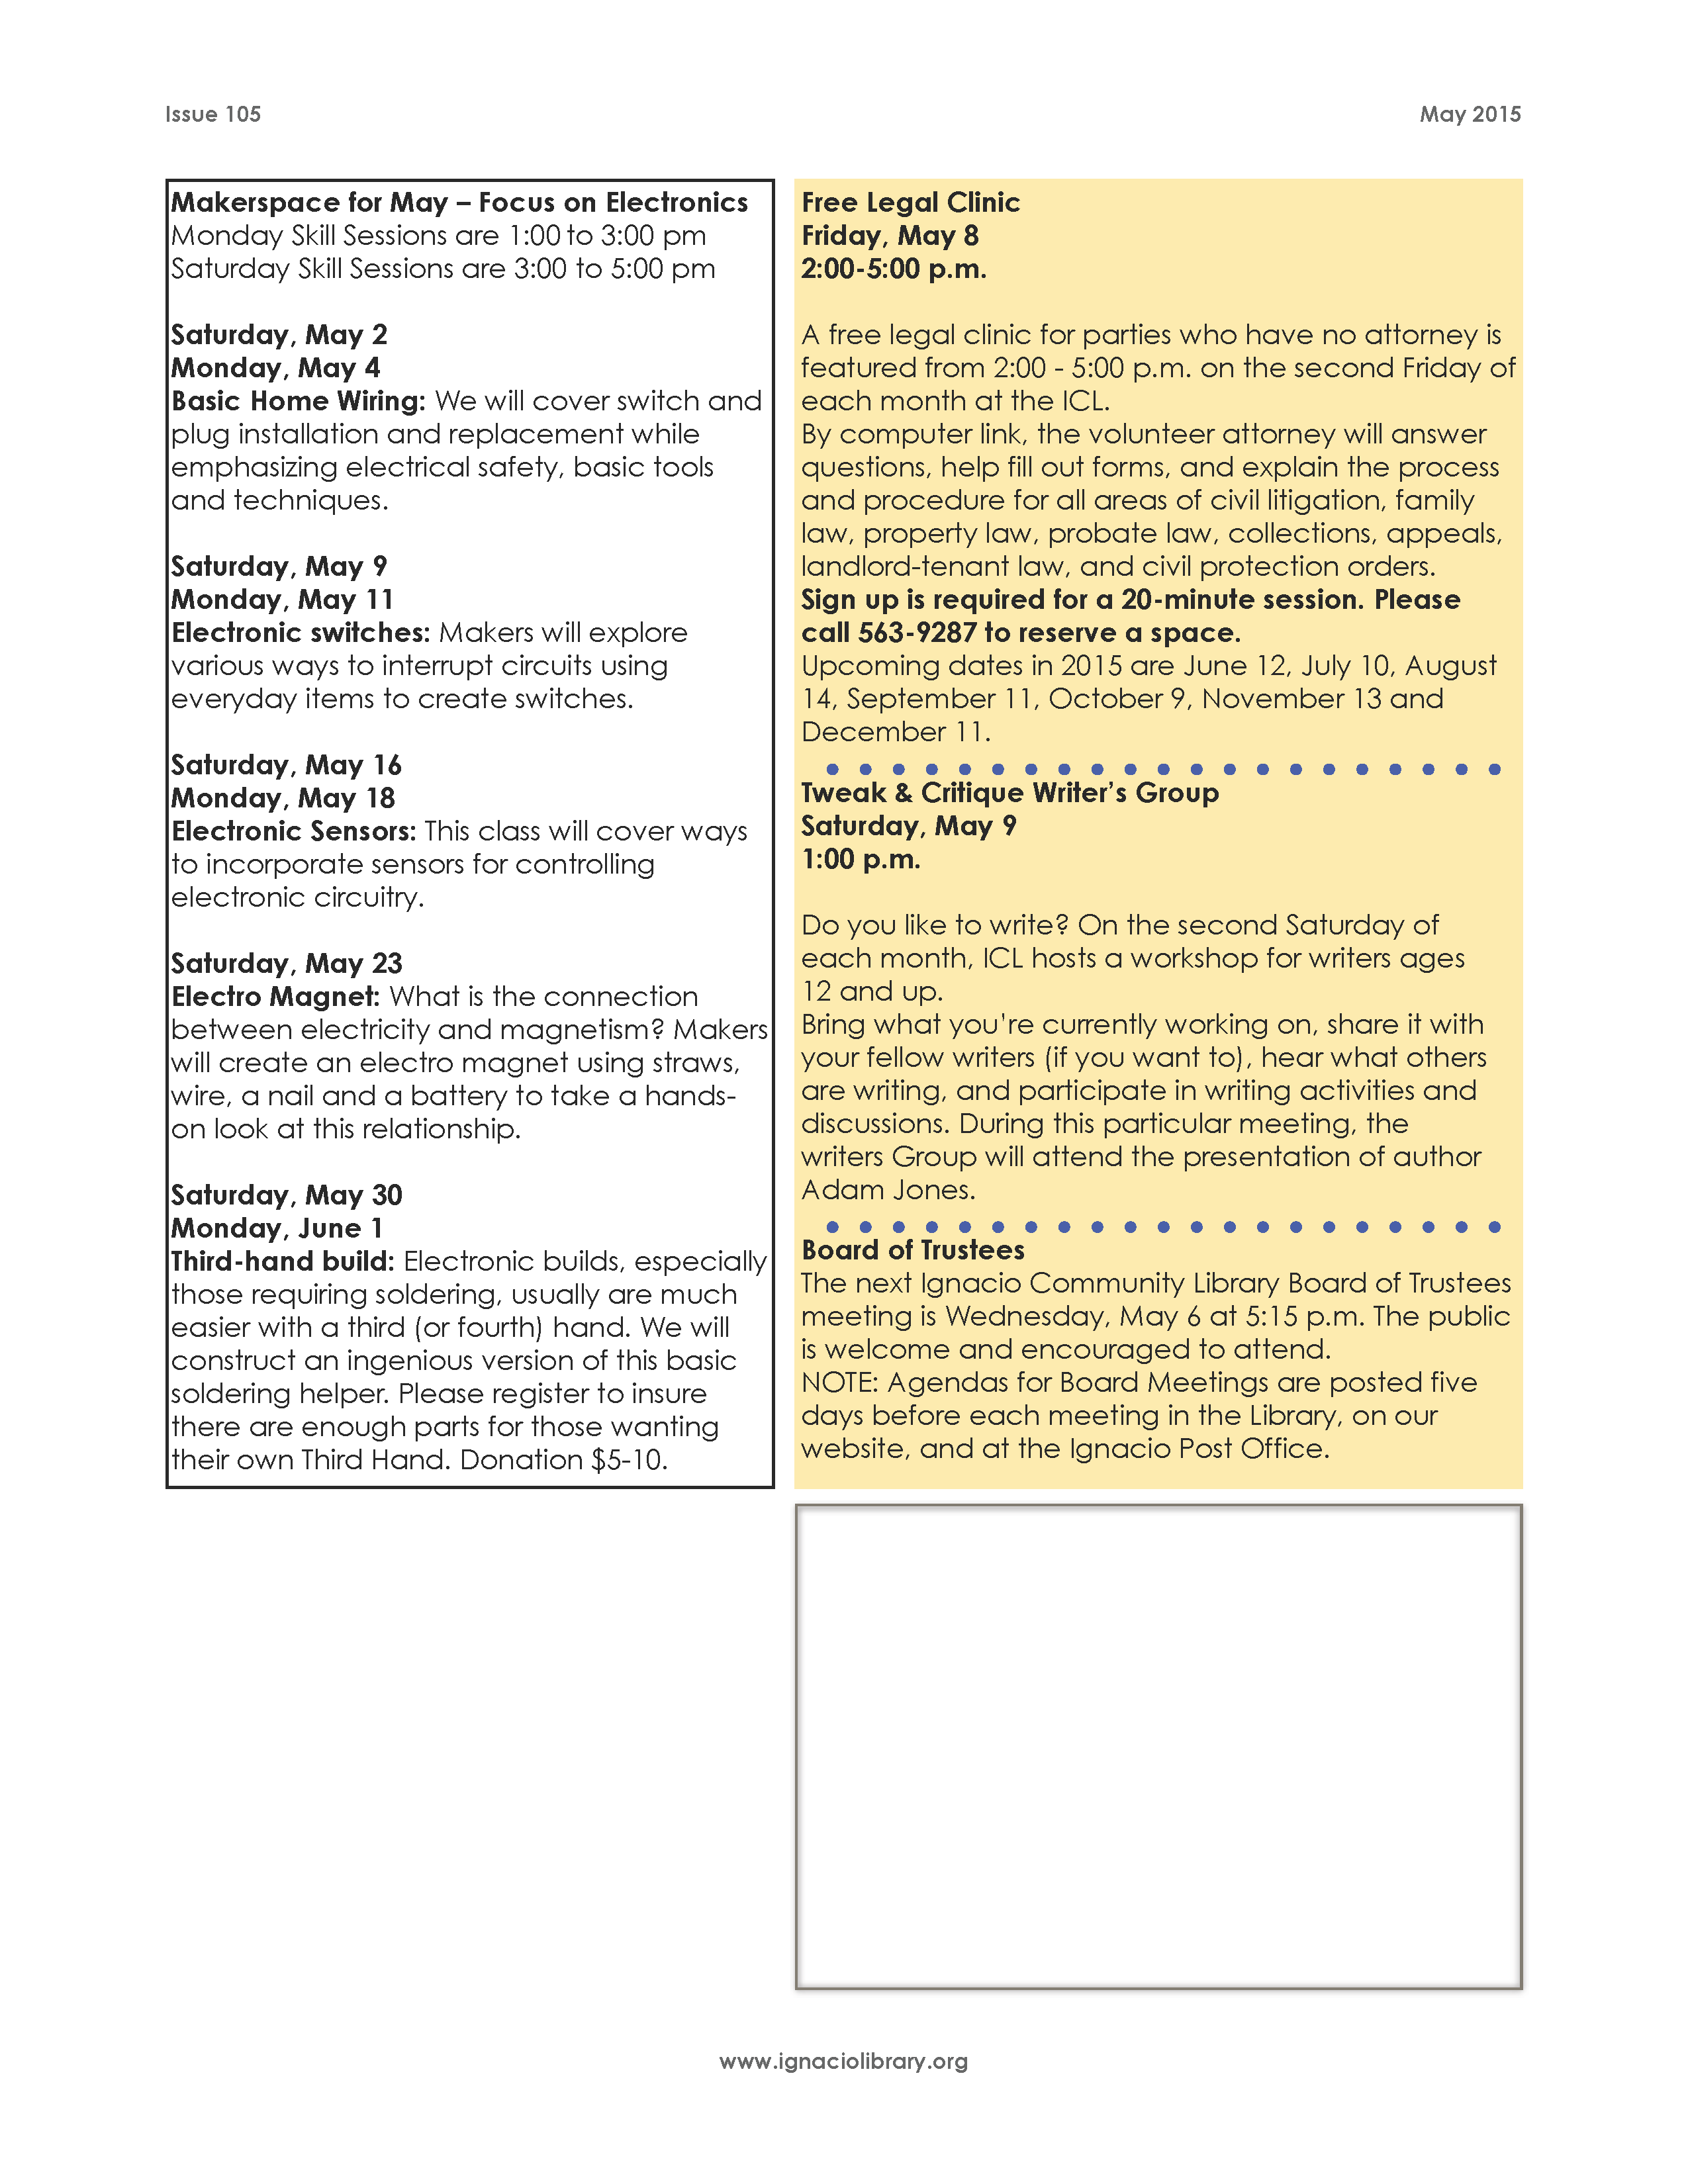 Issue 105
May 2015
Makerspace for May – Focus on Electronics
Monday Skill Sessions are 1:00 to 3:00 pm
Saturday Skill Sessions are 3:00 to 5:00 pm
Saturday, May 2
Monday, May 4
Basic Home Wiring: We will cover switch and
plug installation and replacement while
emphasizing electrical safety, basic tools
and techniques.
Saturday, May 9
Monday, May 11
Electronic switches: Makers will explore
various ways to interrupt circuits using
everyday items to create switches.
Saturday, May 16
Monday, May 18
Electronic Sensors: This class will cover ways
to incorporate sensors for controlling
electronic circuitry.
Saturday, May 23
Electro Magnet: What is the connection
between electricity and magnetism? Makers
will create an electro magnet using straws,
wire, a nail and a battery to take a hands-
on look at this relationship.
Saturday, May 30
Monday, June 1
Third-hand build: Electronic builds, especially
those requiring soldering, usually are much
easier with a third (or fourth) hand. We will
construct an ingenious version of this basic
soldering helper. Please register to insure
there are enough parts for those wanting
their own Third Hand. Donation $5-10.
Free Legal Clinic
Friday, May 8
2:00-5:00 p.m.
A free legal clinic for parties who have no attorney is
featured from 2:00 - 5:00 p.m. on the second Friday of
each month at the ICL.
By computer link, the volunteer attorney will answer
questions, help fill out forms, and explain the process
and procedure for all areas of civil litigation, family
law, property law, probate law, collections, appeals,
landlord-tenant law, and civil protection orders.
Sign up is required for a 20-minute session. Please
call 563-9287 to reserve a space.
Upcoming dates in 2015 are June 12, July 10, August
14, September 11, October 9, November 13 and
December 11.
Tweak & Critique Writer’s Group
Saturday, May 9
1:00 p.m.
Do you like to write? On the second Saturday of
each month, ICL hosts a workshop for writers ages
12 and up.
Bring what you're currently working on, share it with
your fellow writers (if you want to), hear what others
are writing, and participate in writing activities and
discussions. During this particular meeting, the
writers Group will attend the presentation of author
Adam Jones.
Board of Trustees
The next Ignacio Community Library Board of Trustees
meeting is Wednesday, May 6 at 5:15 p.m. The public
is welcome and encouraged to attend.
NOTE: Agendas for Board Meetings are posted five
days before each meeting in the Library, on our
website, and at the Ignacio Post Office.
www.ignaciolibrary.org